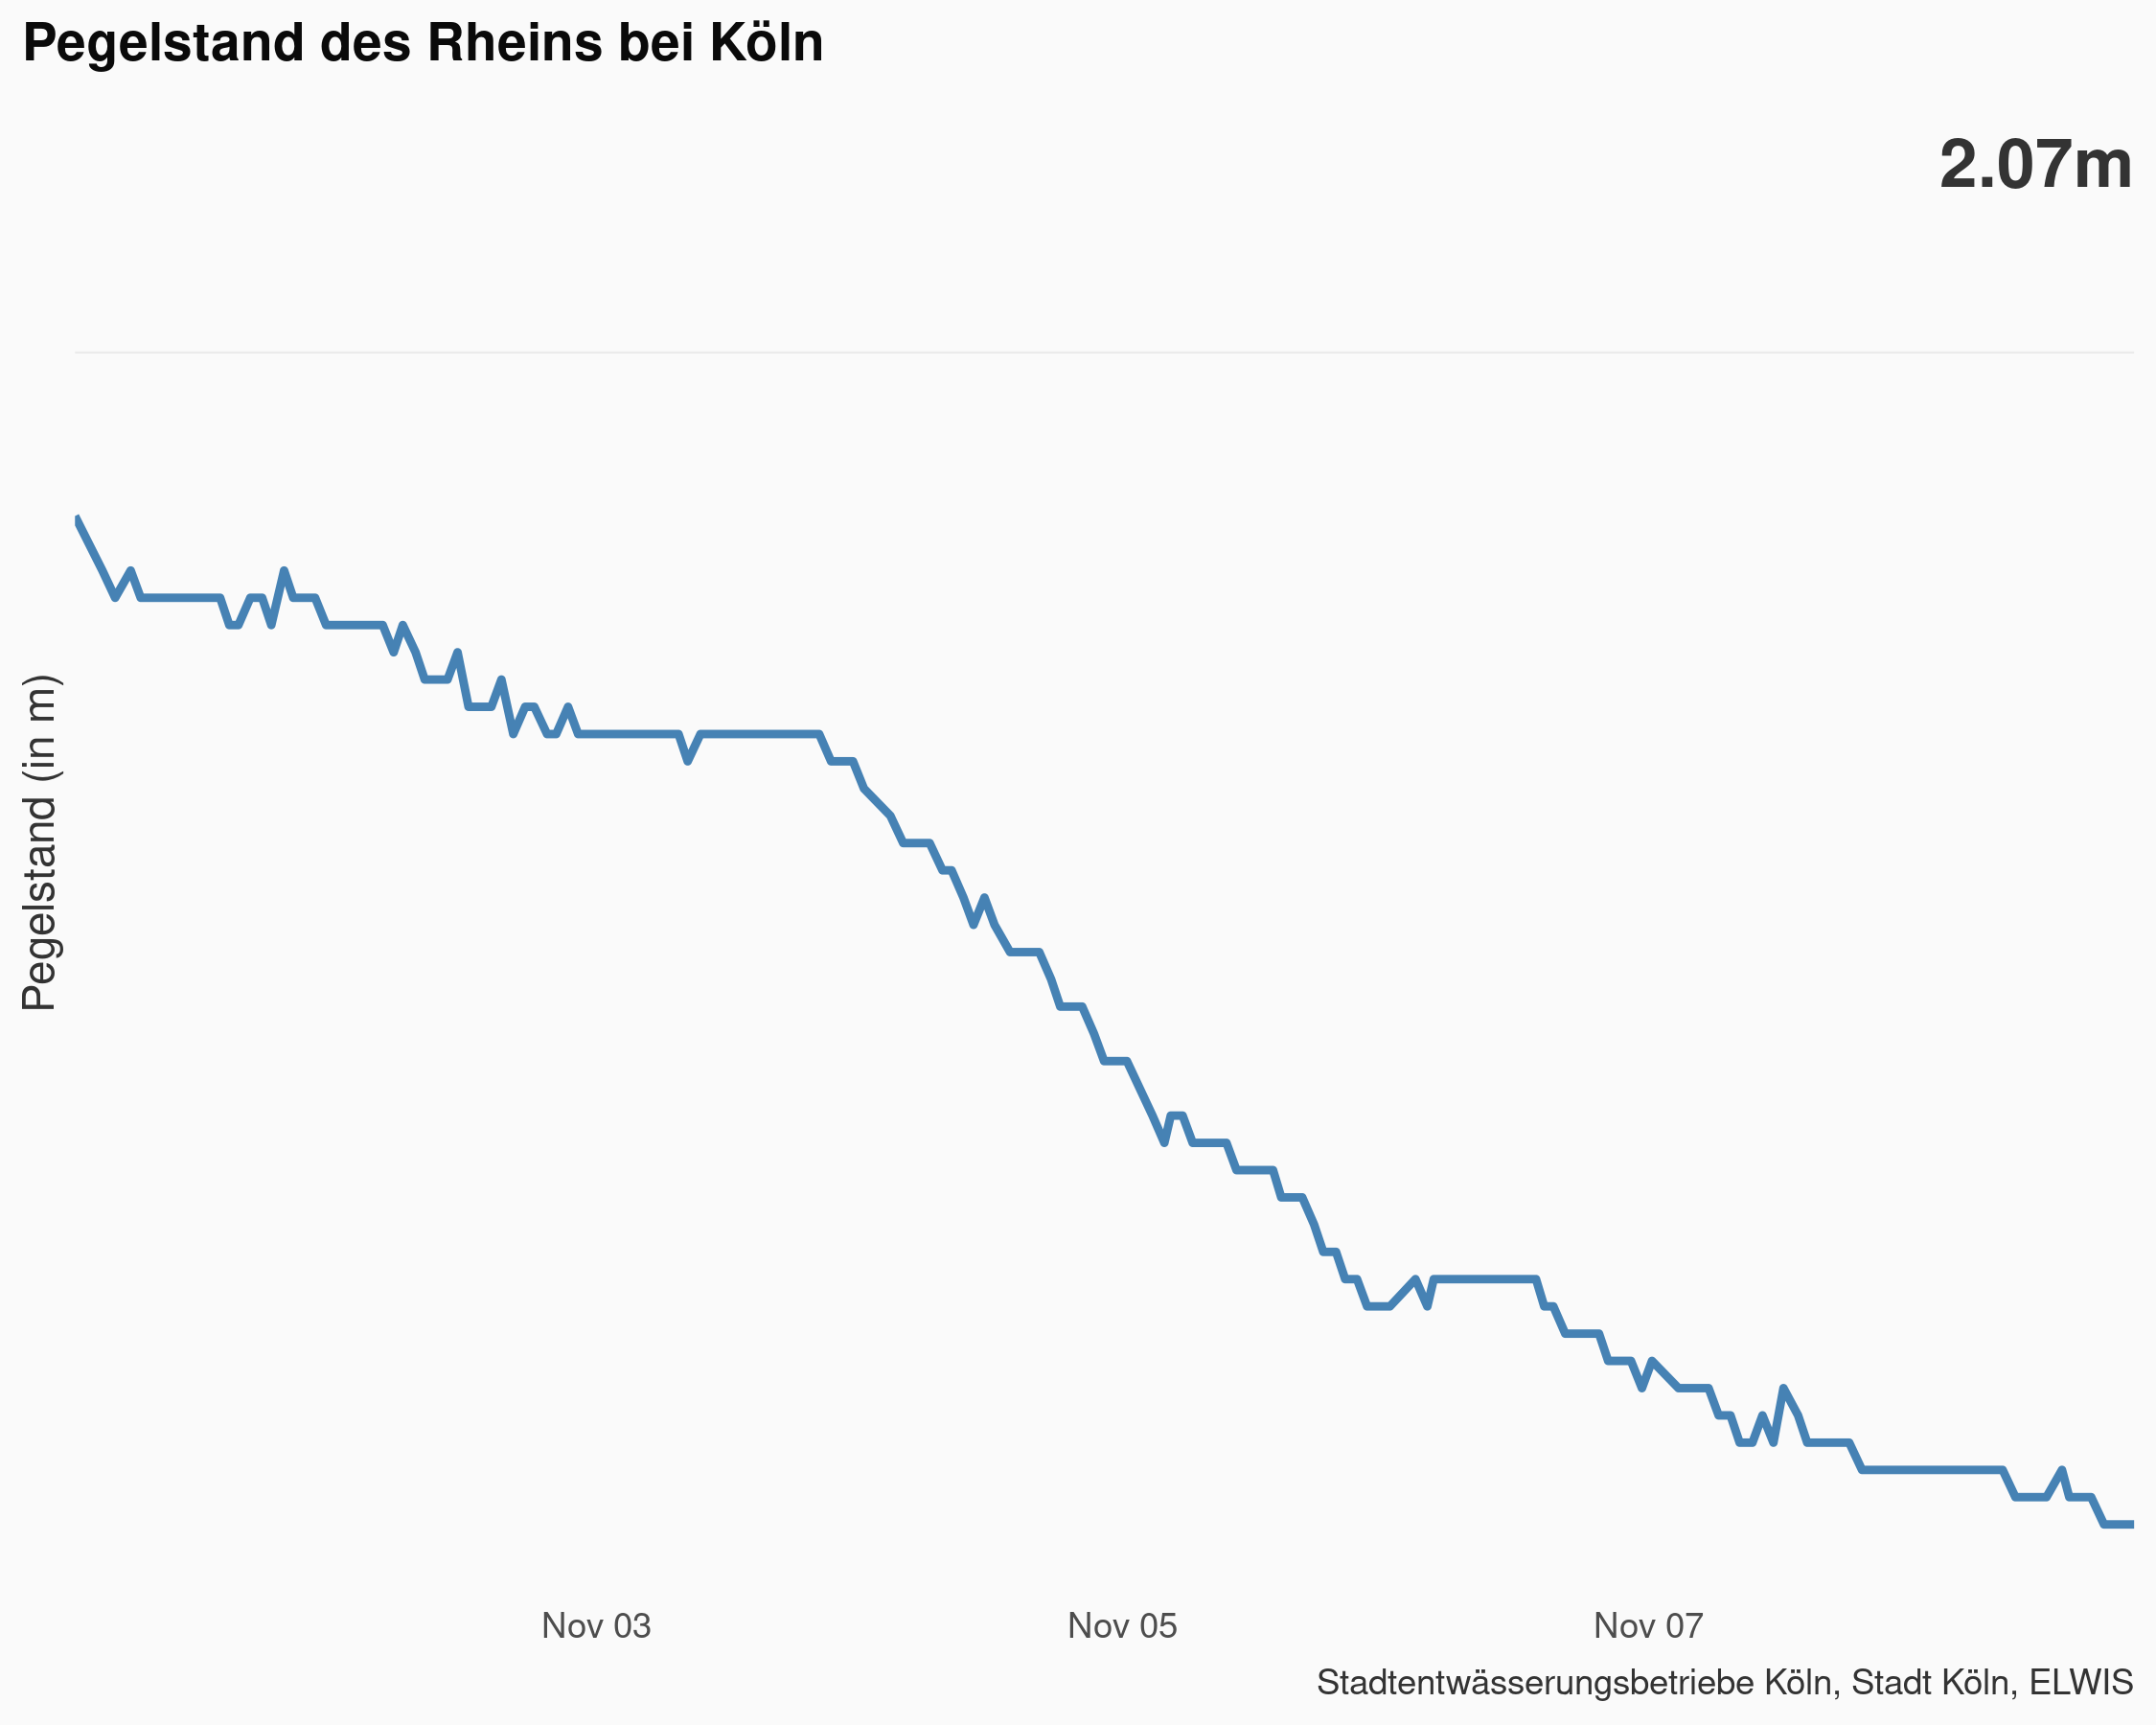 Pegelstand des Rheins bei Köln
2.07m
Pegelstand (in m)
Nov 03
Nov 05
Nov 07
Stadtentwässerungsbetriebe Köln, Stadt Köln, ELWIS